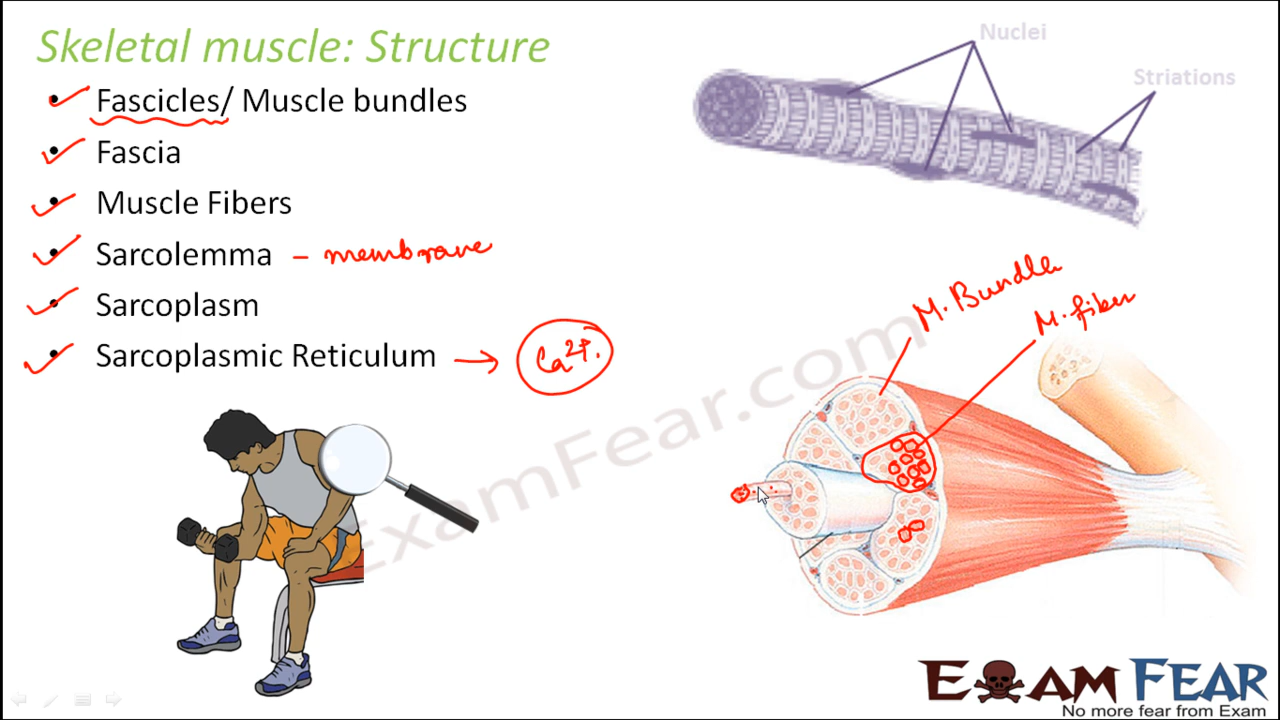 Skeletal muscle: Structure
• Fascicles/ Muscle bundles
• Fascia
• Muscle Fibers
• Sarcolemma – membrane
• Sarcoplasm
• Sarcoplasmic Reticulum → Ca2+.
Nuclei
Striations
M. Bundle
M. fiber
ExamFear.com
EXAM FEAR
No more fear from Exam